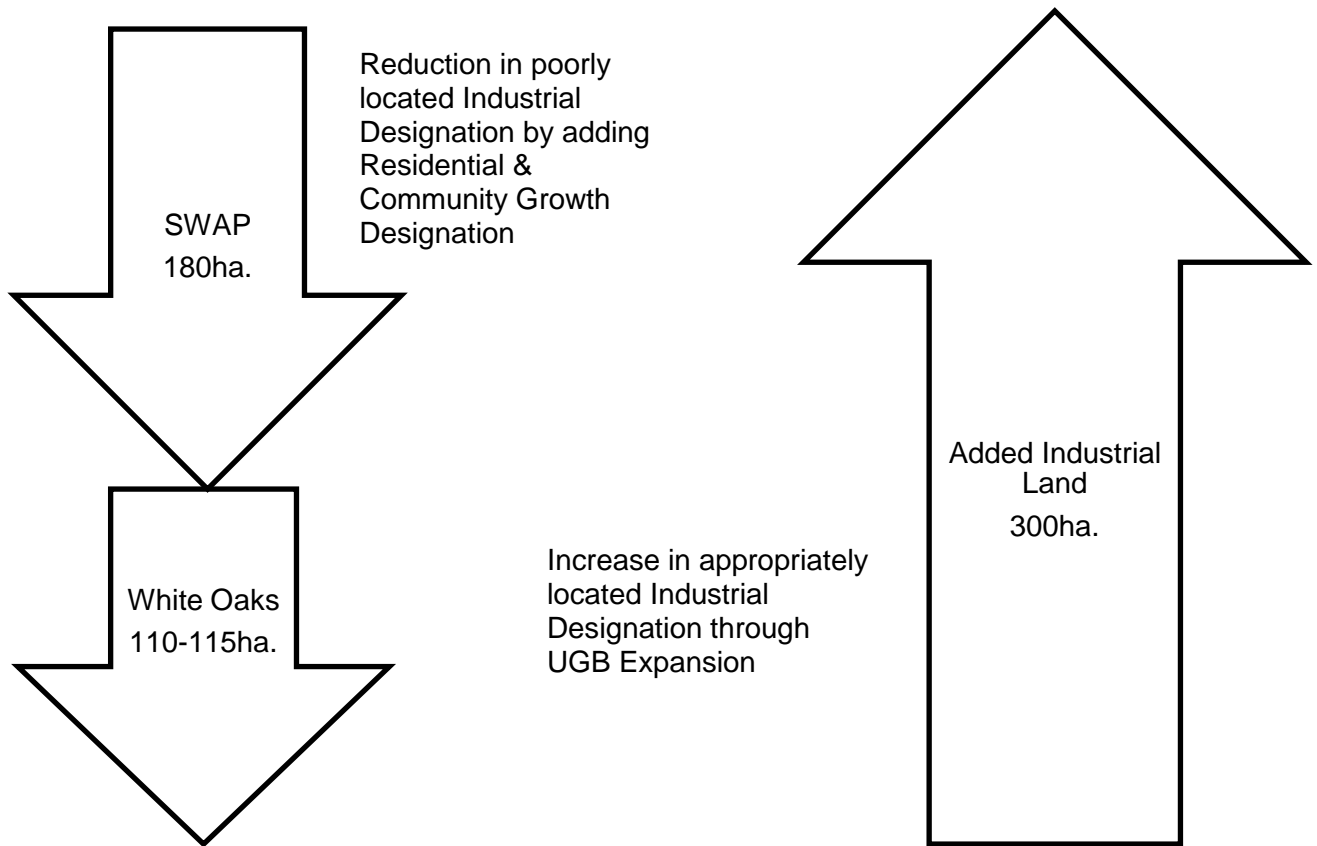 Reduction in poorly
located Industrial
Designation by adding
Residential &
Community Growth
Designation
SWAP
180ha.
Added Industrial
Land
300ha.
Increase in appropriately
located Industrial
Designation through
UGB Expansion
White Oaks
110-115ha.